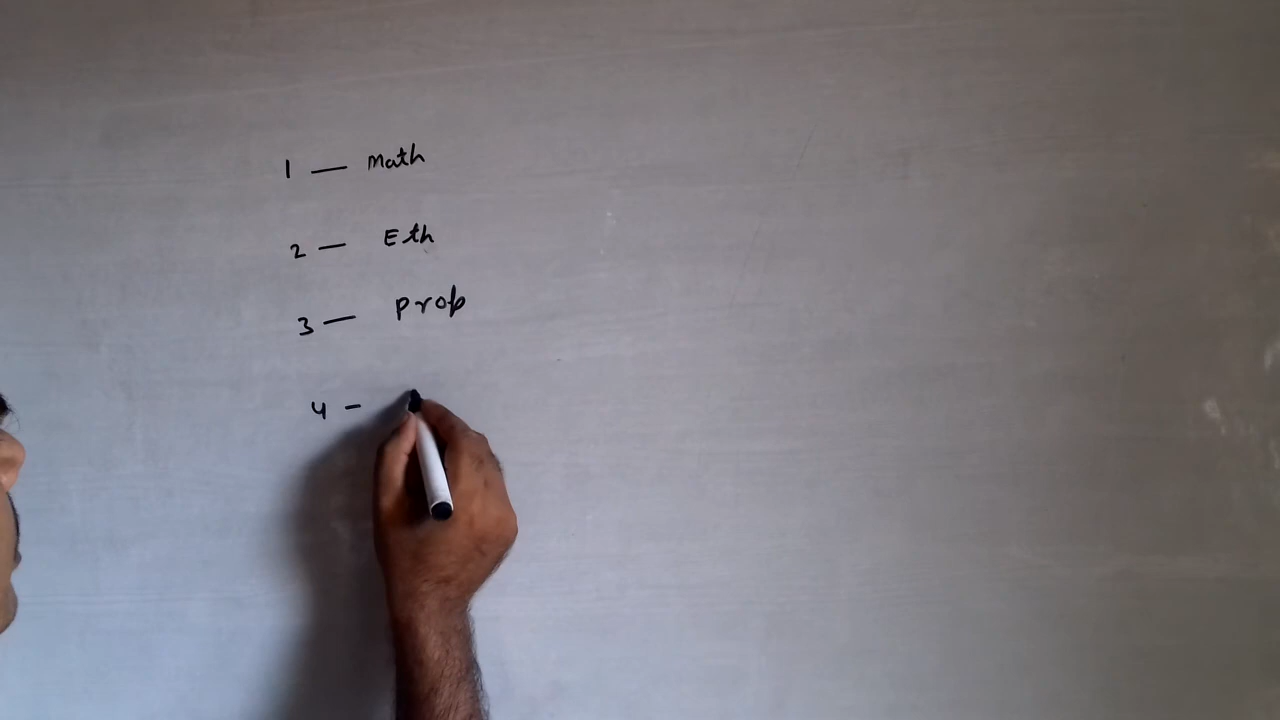 1 — Math
2 — Eth
3 — Prob
4 -